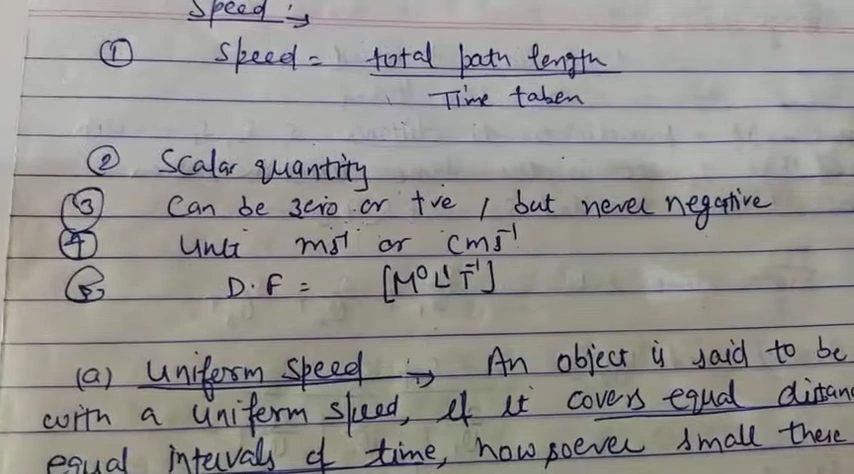 Speed :→
① Speed = total path length
Time taken
② Scalar quantity
③ Can be zero or +ve, but never negative
④ Unit ms⁻¹ or cms⁻¹
⑤ D.F = [M⁰ L¹ T⁻¹]
(a) Uniform speed :→ An object is said to be
with a uniform speed, if it covers equal distan
equal intervals of time, howsoever small these